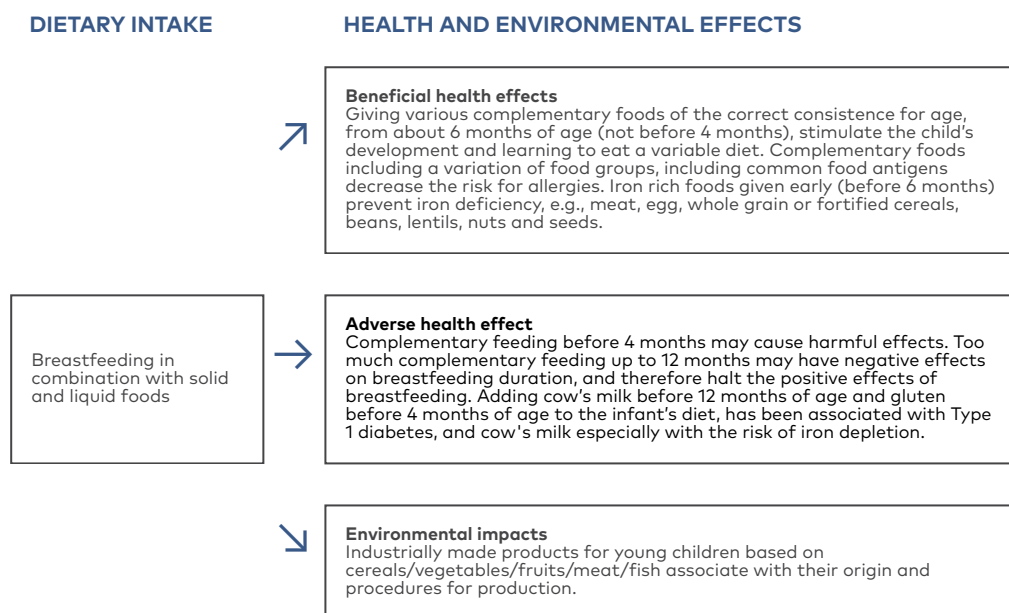 DIETARY INTAKE
HEALTH AND ENVIRONMENTAL EFFECTS
Beneficial health effects
Giving various complementary foods of the correct consistence for age,
from about 6 months of age (not before 4 months), stimulate the child's
development and learning to eat a variable diet. Complementary foods
including a variation of food groups, including common food antigens
decrease the risk for allergies. Iron rich foods given early (before 6 months)
prevent iron deficiency, e.g., meat, egg, whole grain or fortified cereals,
beans, lentils, nuts and seeds.
Breastfeeding in
combination with solid
and liquid foods
Adverse health effect
Complementary feeding before 4 months may cause harmful effects. Too
much complementary feeding up to 12 months may have negative effects
on breastfeeding duration, and therefore halt the positive effects of
breastfeeding. Adding cow's milk before 12 months of age and gluten
before 4 months of age to the infant's diet, has been associated with Type
1 diabetes, and cow's milk especially with the risk of iron depletion.
Environmental impacts
Industrially made products for young children based on
cereals/vegetables/fruits/meat/fish associate with their origin and
procedures for production.